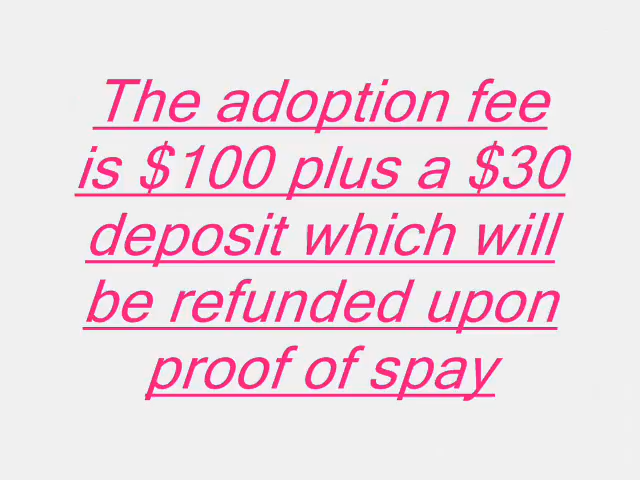 The adoption fee
is $100 plus a $30
deposit which will
be refunded upon
proof of spay